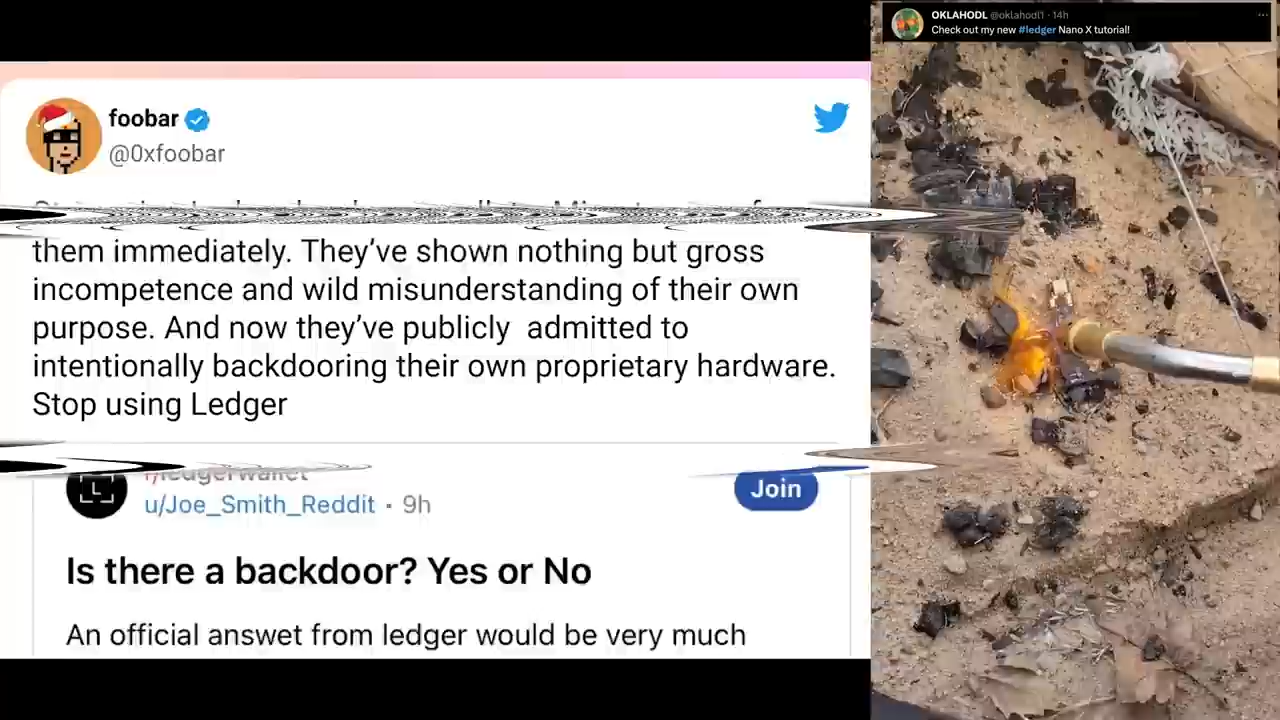 foobar
@0xfoobar
them immediately. They've shown nothing but gross
incompetence and wild misunderstanding of their own
purpose. And now they've publicly admitted to
intentionally backdooring their own proprietary hardware.
Stop using Ledger
r/ledgerwallet
u/Joe_Smith_Reddit · 9h
Join
Is there a backdoor? Yes or No
An official answet from ledger would be very much
OKLAHODL @oklahodl1 · 14h
Check out my new #ledger Nano X tutorial!